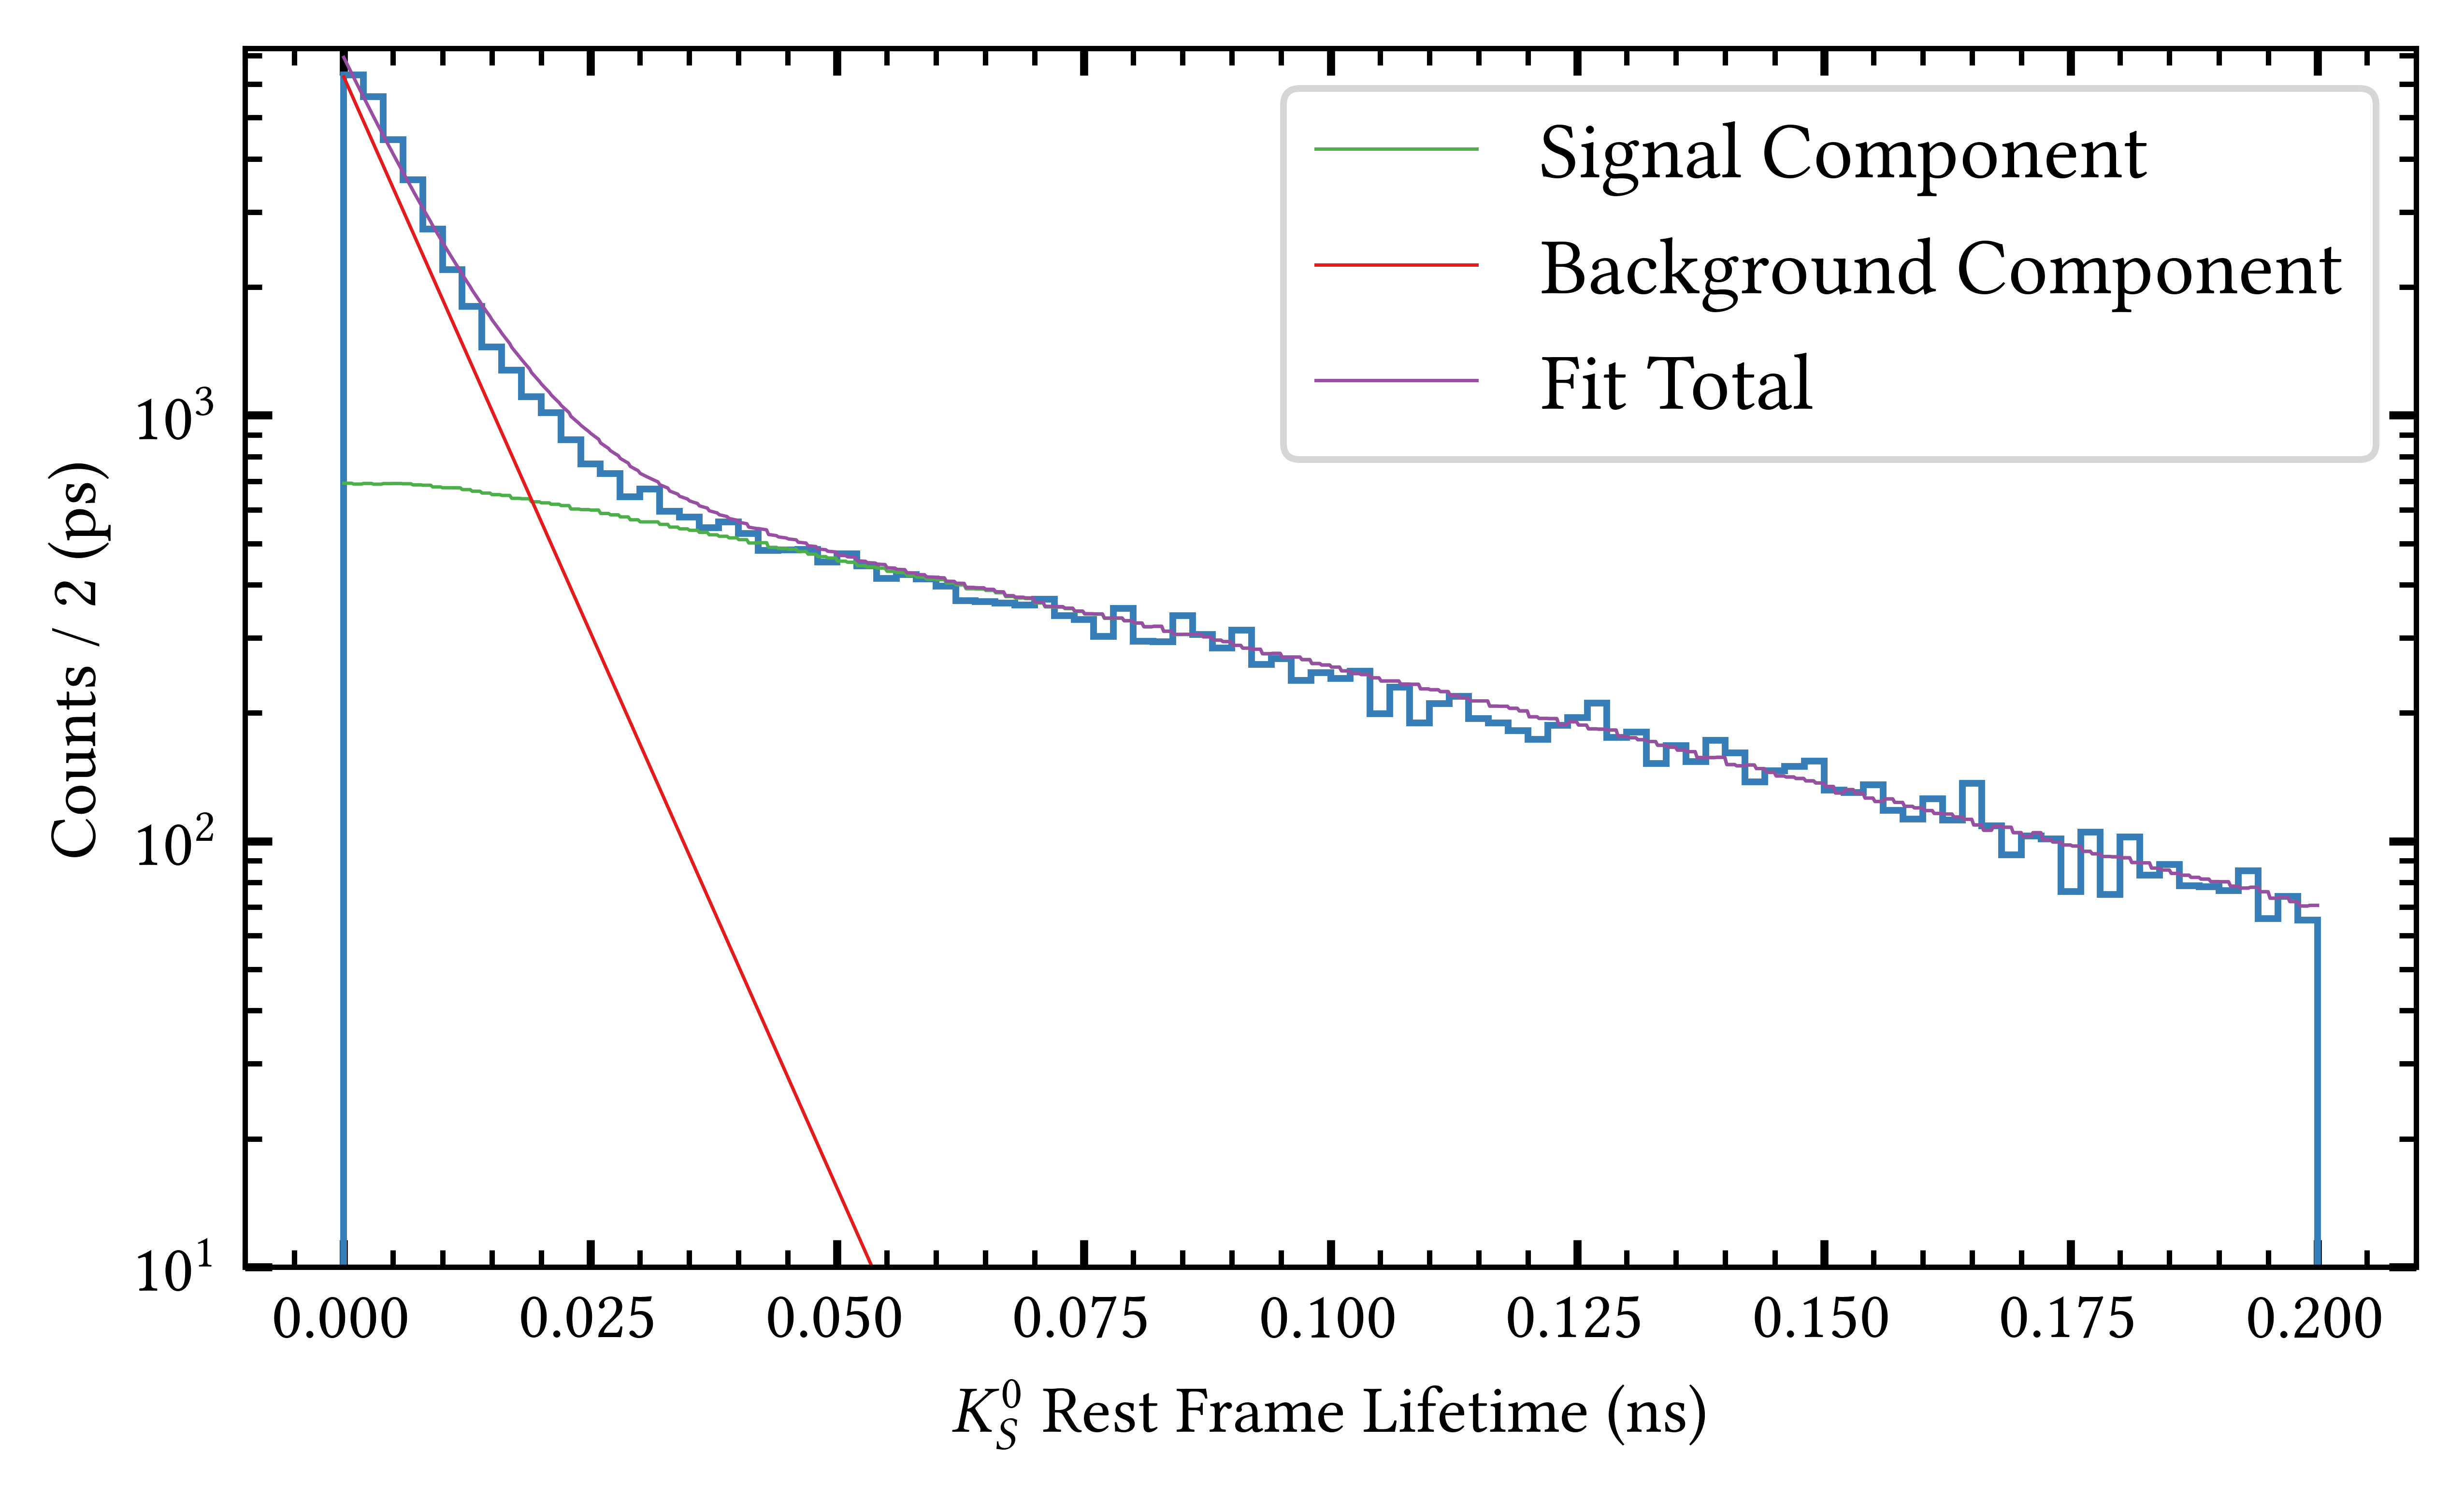 Signal Component
Background Component
Fit Total
Counts / 2 (ps)
10³
10²
10¹
0.000 0.025 0.050 0.075 0.100 0.125 0.150 0.175 0.200
K⁰_S Rest Frame Lifetime (ns)